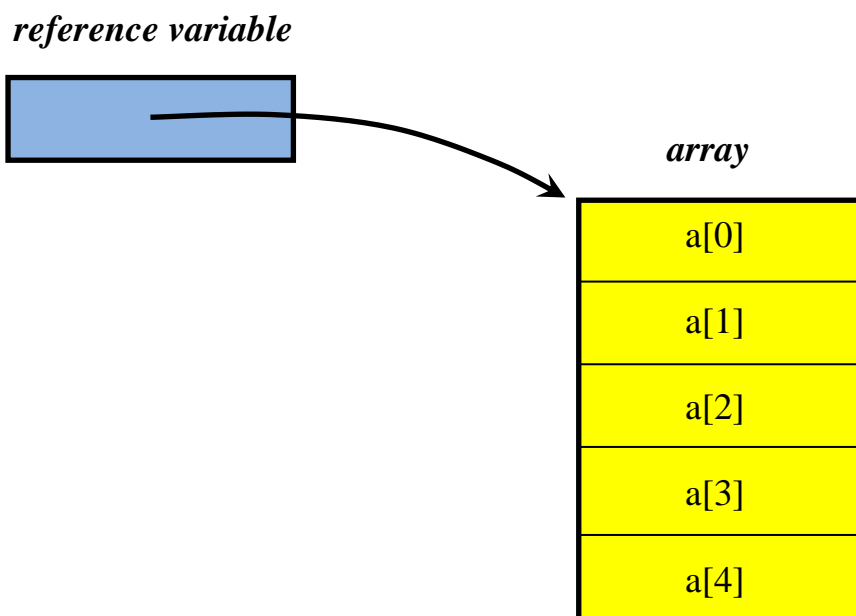 reference variable
array
a[0]
a[1]
a[2]
a[3]
a[4]